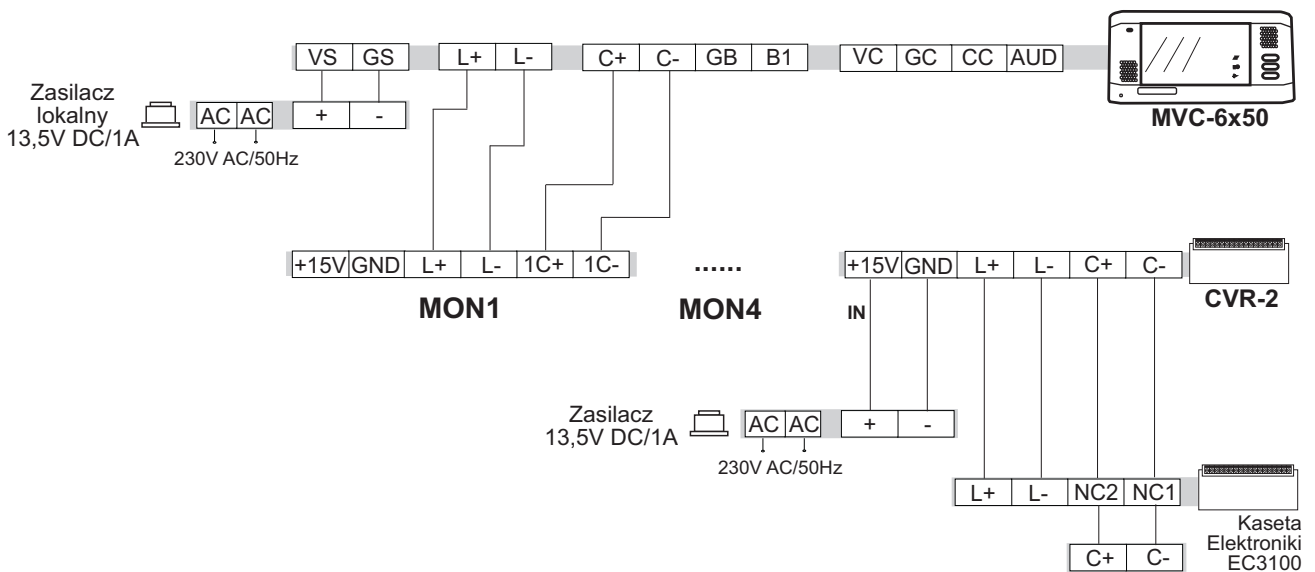 VS GS L+ L- C+ C- GB B1 VC GC CC AUD
MVC-6x50
Zasilacz
lokalny
13,5V DC/1A
AC AC + -
230V AC/50Hz
+15V GND L+ L- 1C+ 1C-
MON1
......
MON4
+15V GND L+ L- C+ C-
CVR-2
IN
Zasilacz
13,5V DC/1A
AC AC + -
230V AC/50Hz
L+ L- NC2 NC1
Kaseta
Elektroniki
EC3100
C+ C-